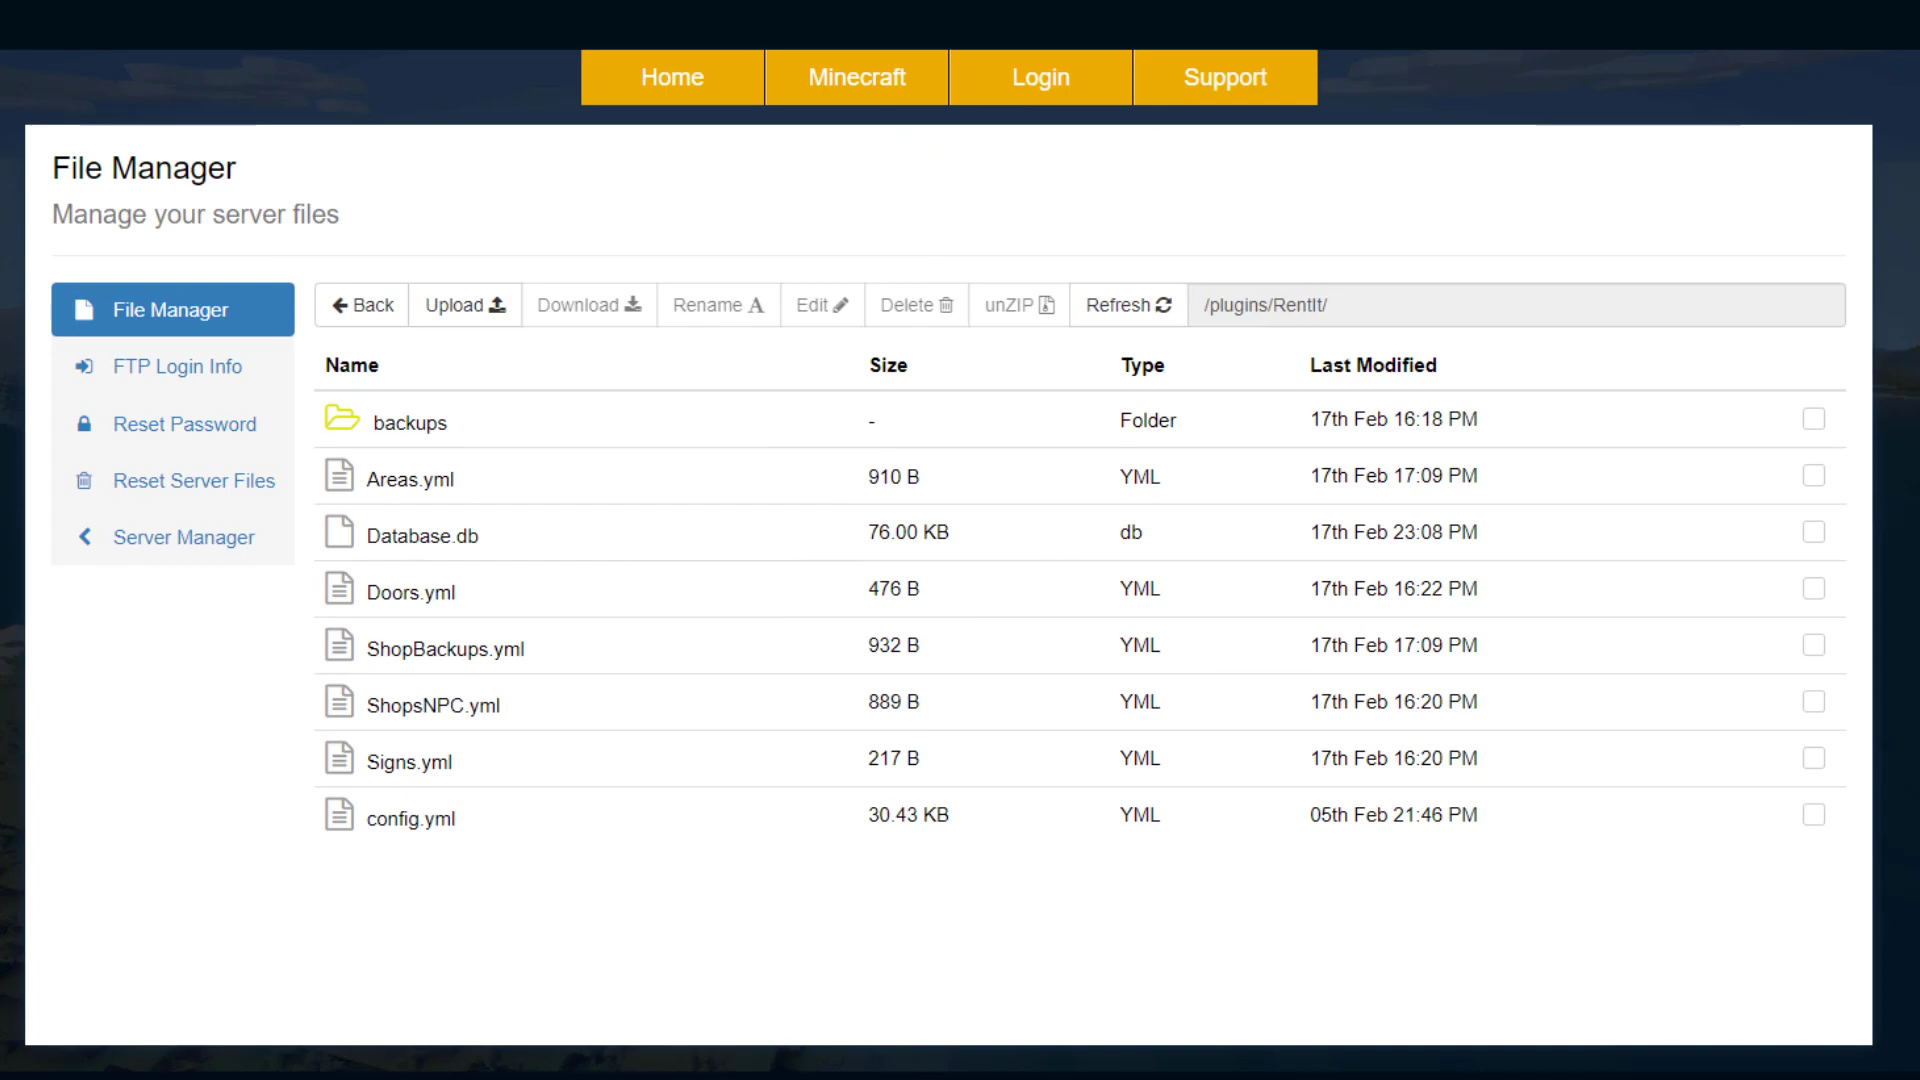 Home Minecraft Login Support
File Manager
Manage your server files
File Manager
FTP Login Info
Reset Password
Reset Server Files
Server Manager
Back Upload Download Rename A Edit Delete unZIP Refresh /plugins/RentIt/
Name Size Type Last Modified
backups - Folder 17th Feb 16:18 PM
Areas.yml 910 B YML 17th Feb 17:09 PM
Database.db 76.00 KB db 17th Feb 23:08 PM
Doors.yml 476 B YML 17th Feb 16:22 PM
ShopBackups.yml 932 B YML 17th Feb 17:09 PM
ShopsNPC.yml 889 B YML 17th Feb 16:20 PM
Signs.yml 217 B YML 17th Feb 16:20 PM
config.yml 30.43 KB YML 05th Feb 21:46 PM